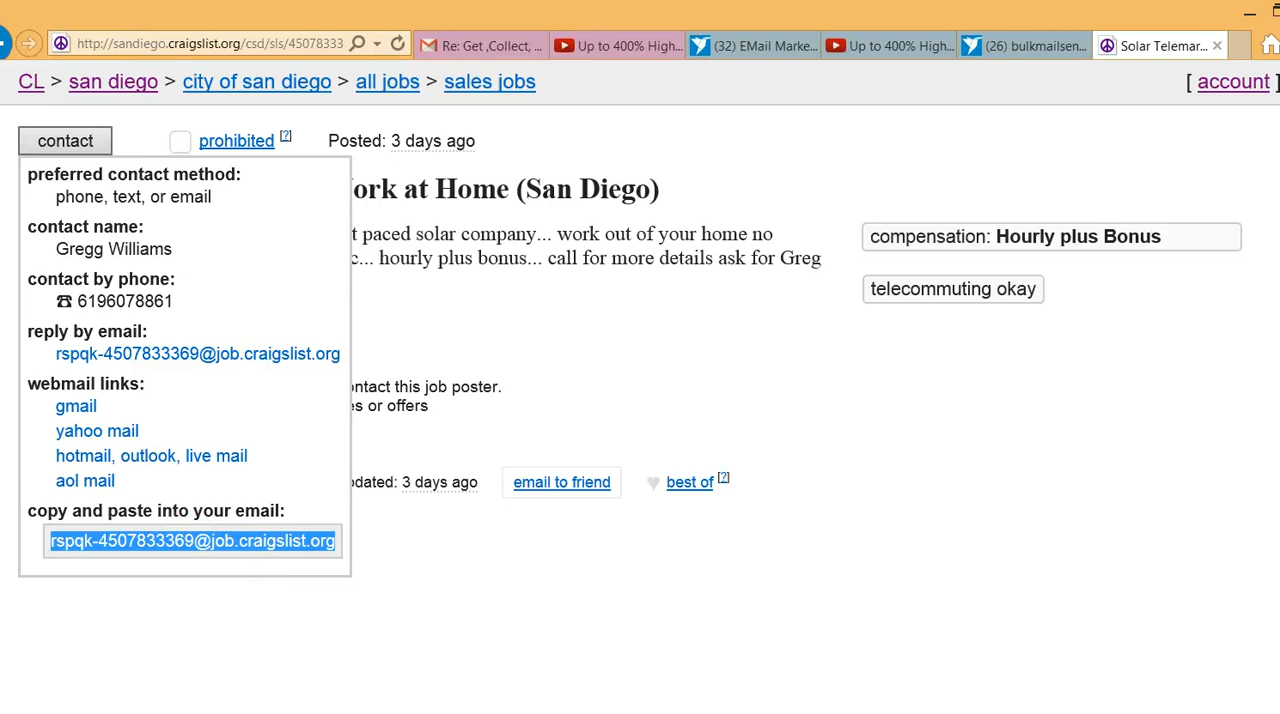 http://sandiego.craigslist.org/csd/sls/45078333
Re: Get ,Collect, ...
Up to 400% High...
(32) EMail Marke...
Up to 400% High...
(26) bulkmailsen...
Solar Telemar...
CL > san diego > city of san diego > all jobs > sales jobs
[ account ]
contact
prohibited [?]
Posted: 3 days ago
preferred contact method:
phone, text, or email
contact name:
Gregg Williams
contact by phone:
☎ 6196078861
reply by email:
rspqk-4507833369@job.craigslist.org
webmail links:
gmail
yahoo mail
hotmail, outlook, live mail
aol mail
copy and paste into your email:
rspqk-4507833369@job.craigslist.org
ork at Home (San Diego)
t paced solar company... work out of your home no
c... hourly plus bonus... call for more details ask for Greg
compensation: Hourly plus Bonus
telecommuting okay
ntact this job poster.
es or offers
dated: 3 days ago
email to friend
best of [?]